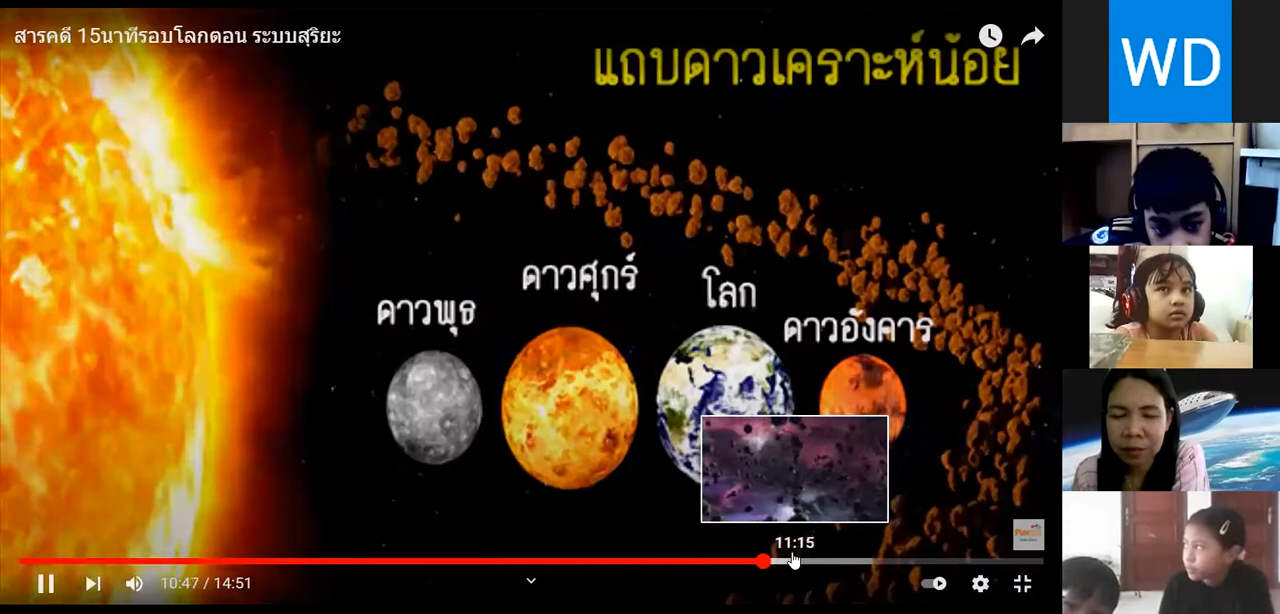 สารคดี 15นาทีรอบโลกตอน ระบบสุริยะ
แถบดาวเคราะห์น้อย
WD
ดาวพุธ
ดาวศุกร์
โลก
ดาวอังคาร
11:15
10:47 / 14:51